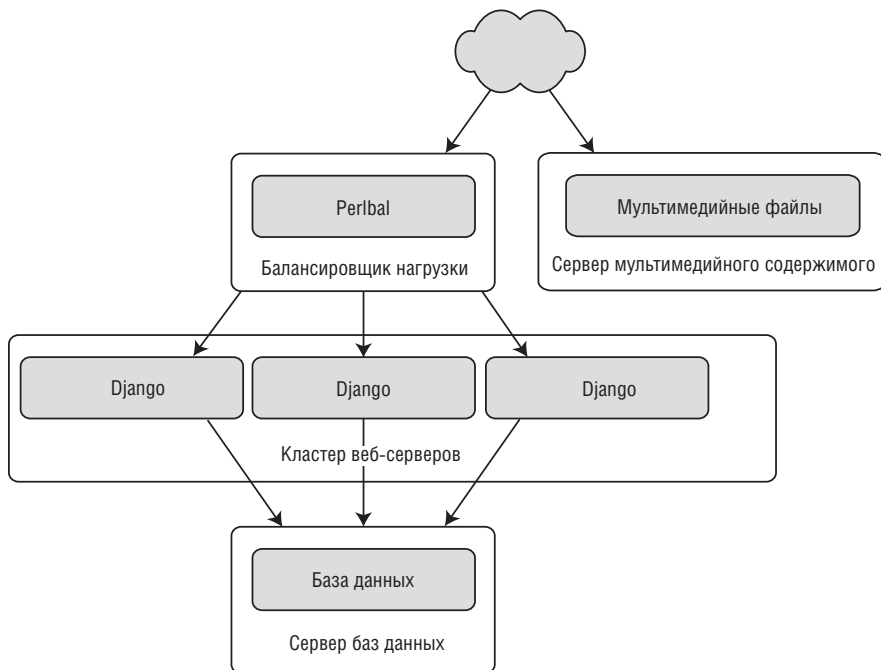 Perlbal
Балансировщик нагрузки
Мультимедийные файлы
Сервер мультимедийного содержимого
Django
Django
Django
Кластер веб-серверов
База данных
Сервер баз данных